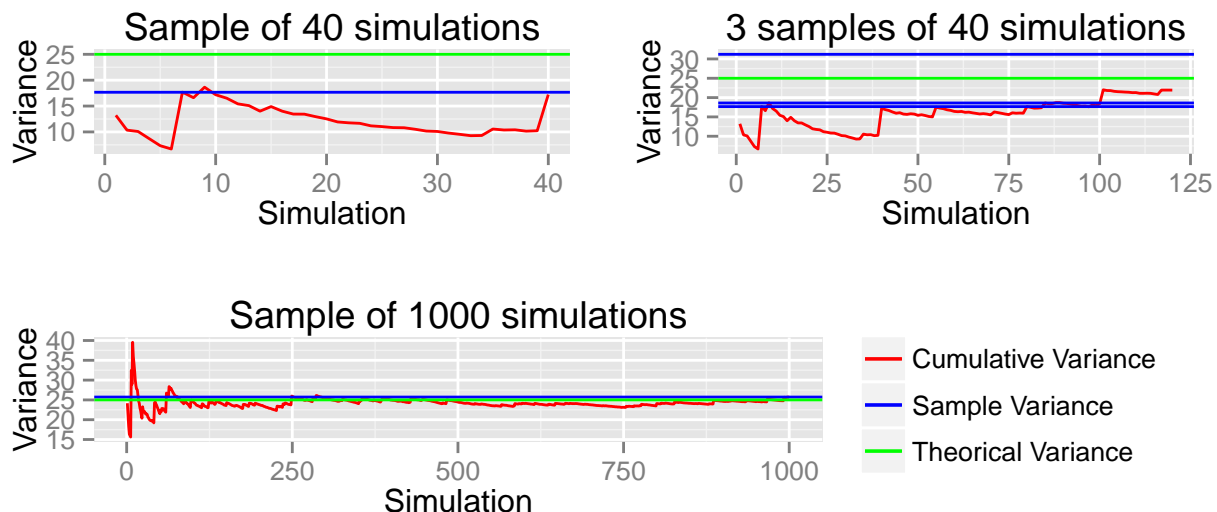 Sample of 40 simulations
Variance
25
20
15
10
0 10 20 30 40
Simulation
3 samples of 40 simulations
Variance
30
25
20
15
10
0 25 50 75 100 125
Simulation
Sample of 1000 simulations
Variance
40
35
30
25
20
15
0 250 500 750 1000
Simulation
Cumulative Variance
Sample Variance
Theorical Variance